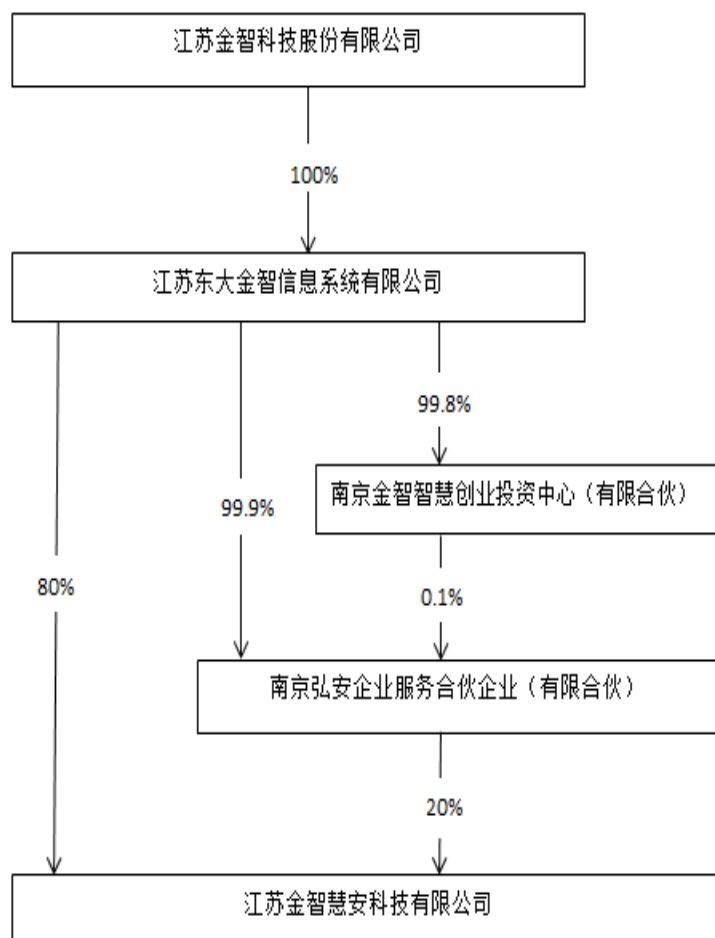 江苏金智科技股份有限公司
100%
江苏东大金智信息系统有限公司
99.8%
南京金智智慧创业投资中心（有限合伙）
99.9%
80%
0.1%
南京弘安企业服务合伙企业（有限合伙）
20%
江苏金智慧安科技有限公司